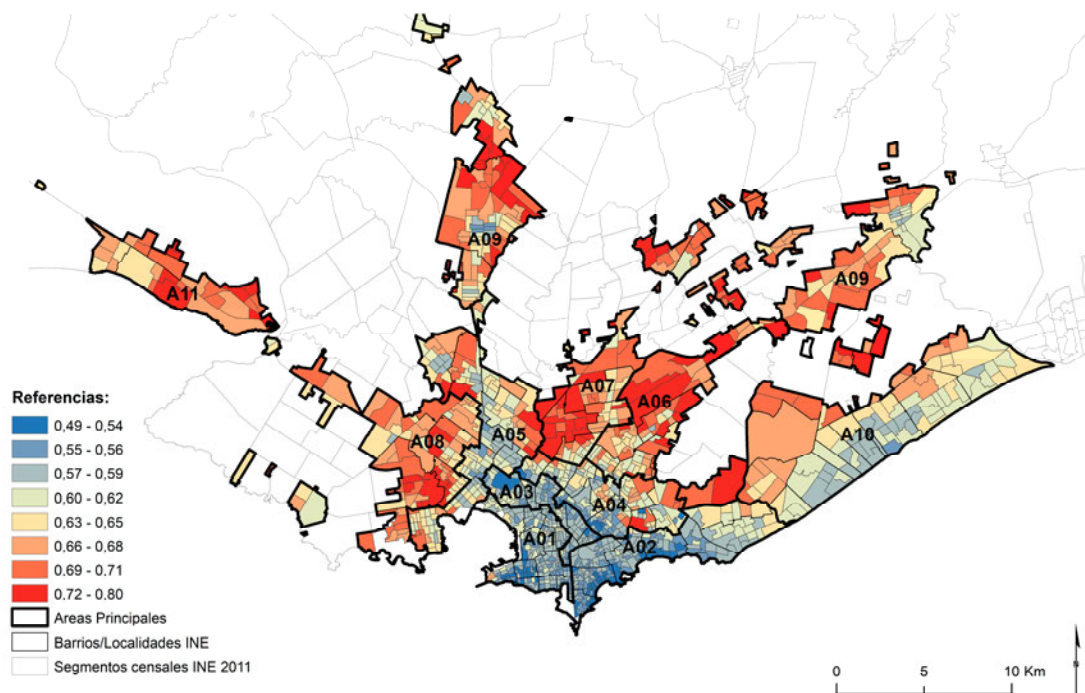 A09
A09
A11
A07
A06
A08
A05
A10
A03
A04
A01
A02
Referencias:
0,49 - 0,54
0,55 - 0,56
0,57 - 0,59
0,60 - 0,62
0,63 - 0,65
0,66 - 0,68
0,69 - 0,71
0,72 - 0,80
Areas Principales
Barrios/Localidades INE
Segmentos censales INE 2011
0 5 10 Km
N